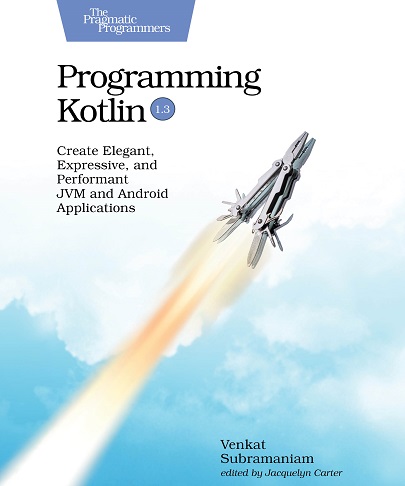 The
Pragmatic
Programmers
Programming
Kotlin 1.3
Create Elegant,
Expressive, and
Performant
JVM and Android
Applications
Venkat
Subramaniam
edited by Jacquelyn Carter